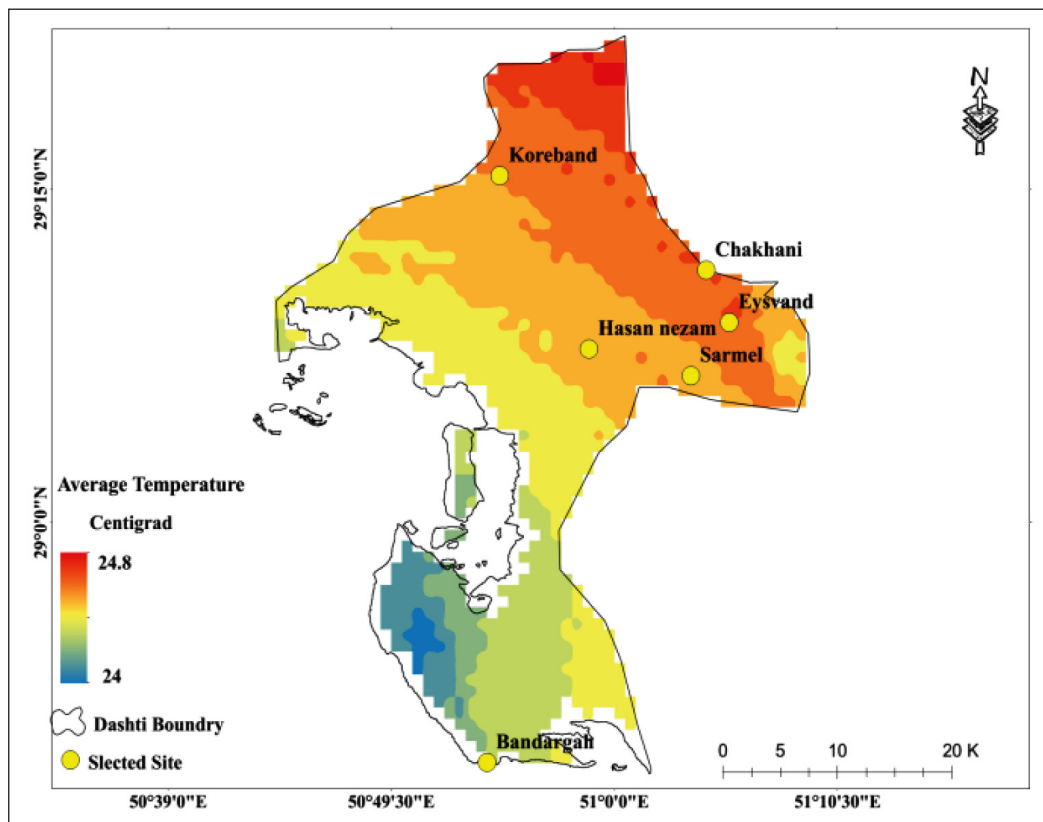 N
Koreband
29°15'0"N
Chakhani
Eysvand
Hasan nezam
Sarmel
Average Temperature
Centigrad
29°0'0"N
24.8
24
Dashti Boundry
Slected Site
Bandargah
0 5 10 20 K
50°39'0"E 50°49'30"E 51°0'0"E 51°10'30"E